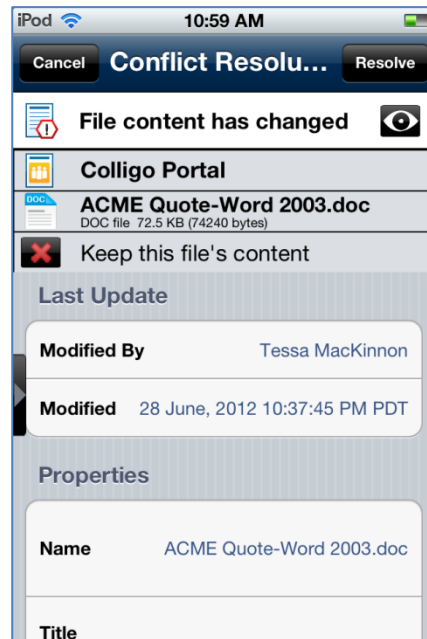 iPod 10:59 AM
Cancel Conflict Resolu... Resolve
File content has changed
Colligo Portal
DOC ACME Quote-Word 2003.doc
DOC file 72.5 KB (74240 bytes)
Keep this file's content
Last Update
Modified By Tessa MacKinnon
Modified 28 June, 2012 10:37:45 PM PDT
Properties
Name ACME Quote-Word 2003.doc
Title